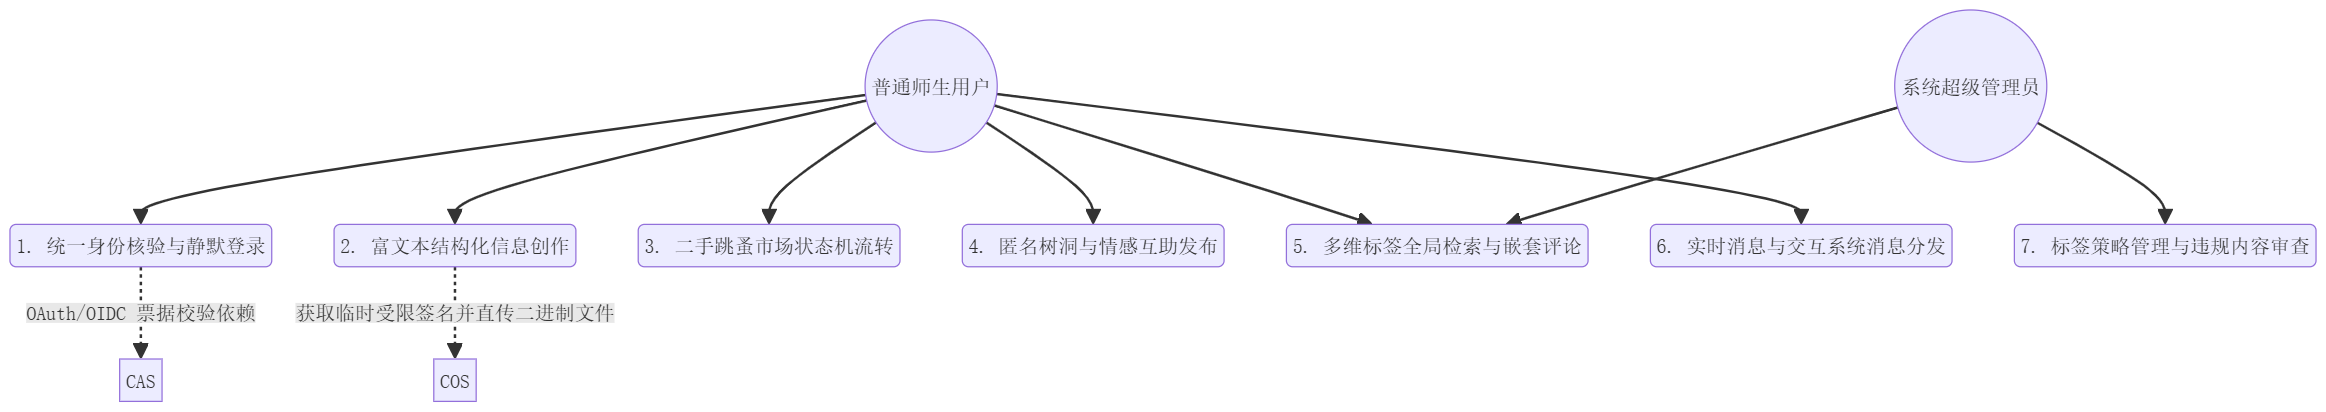 普通师生用户
系统超级管理员
1. 统一身份核验与静默登录
2. 富文本结构化信息创作
3. 二手跳蚤市场状态机流转
4. 匿名树洞与情感互助发布
5. 多维标签全局检索与嵌套评论
6. 实时消息与交互系统消息分发
7. 标签策略管理与违规内容审查
OAuth/OIDC 票据校验依赖
获取临时受限签名并直传二进制文件
CAS
COS